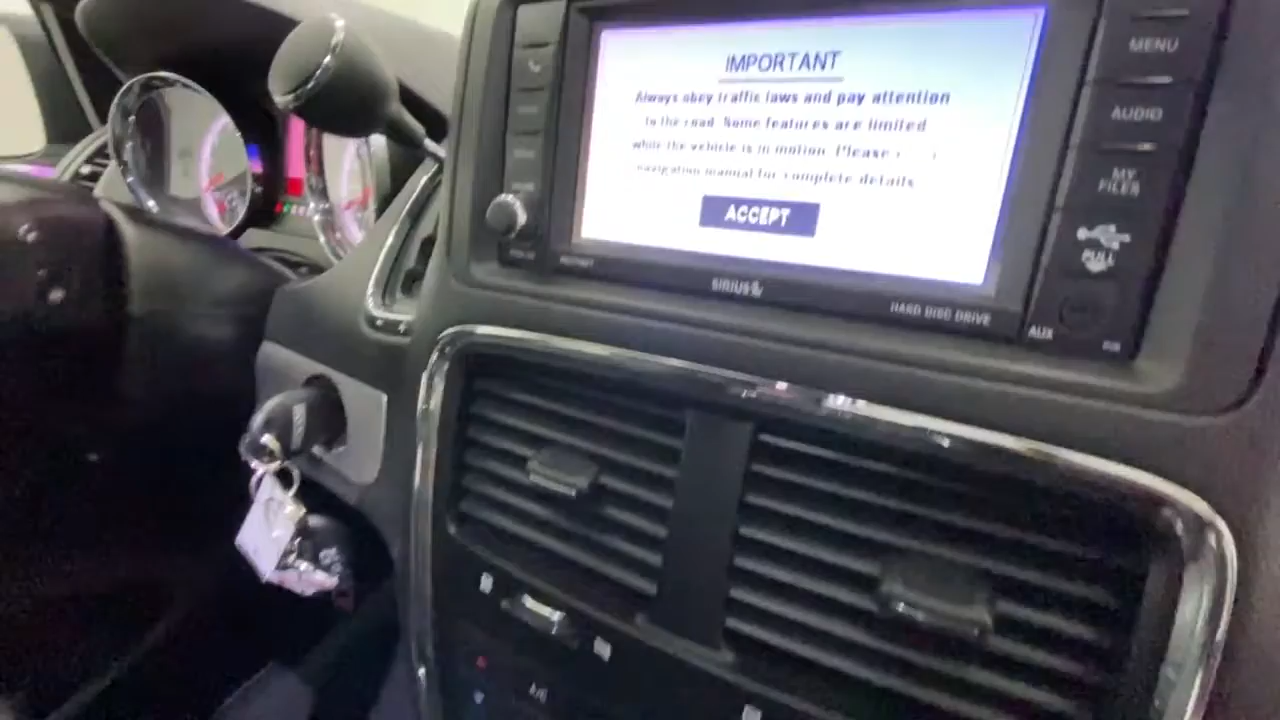 IMPORTANT
Always obey traffic laws and pay attention
to the road. Some features are limited
while the vehicle is in motion. Please
navigation manual for complete details
ACCEPT
MENU
AUDIO
MY
FILES
PULL
SIRIUS
HARD DISC DRIVE
AUX
A/C